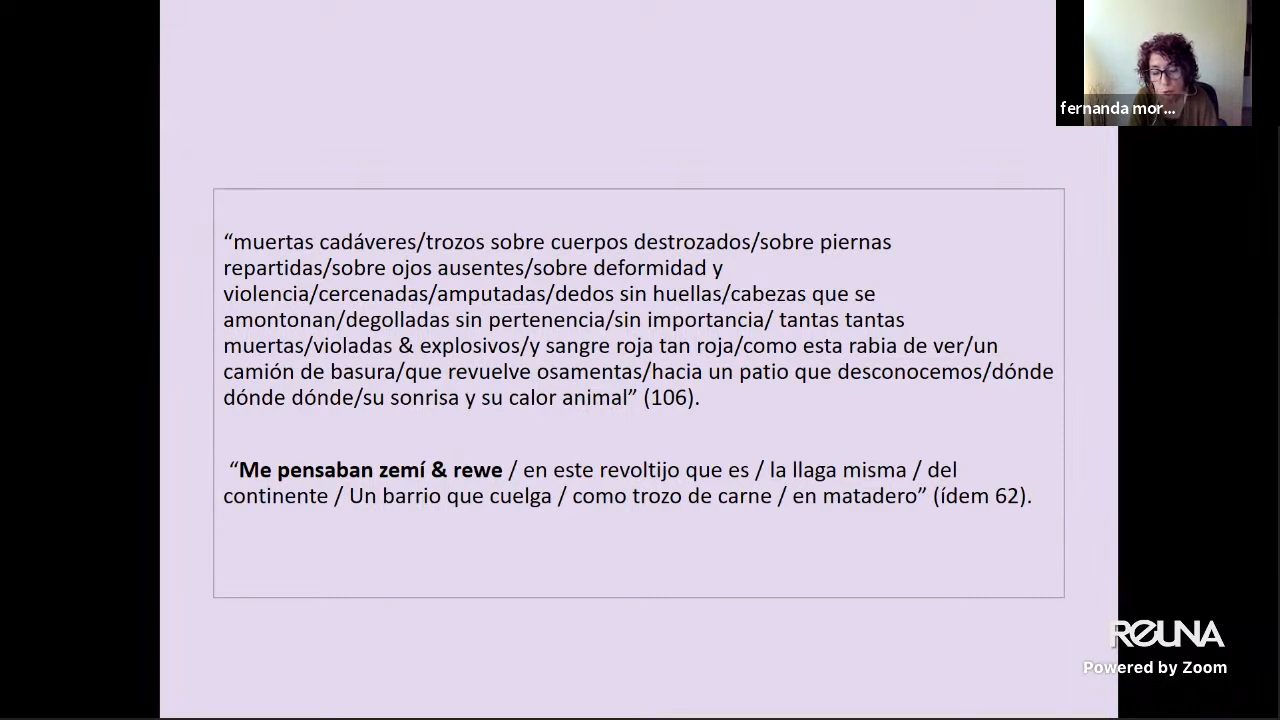 fernanda mor...
“muertas cadáveres/trozos sobre cuerpos destrozados/sobre piernas
repartidas/sobre ojos ausentes/sobre deformidad y
violencia/cercenadas/amputadas/dedos sin huellas/cabezas que se
amontonan/degolladas sin pertenencia/sin importancia/ tantas tantas
muertas/violadas & explosivos/y sangre roja tan roja/como esta rabia de ver/un
camión de basura/que revuelve osamentas/hacia un patio que desconocemos/dónde
dónde dónde/su sonrisa y su calor animal” (106).
“Me pensaban zemí & rewe / en este revoltijo que es / la llaga misma / del
continente / Un barrio que cuelga / como trozo de carne / en matadero” (ídem 62).
REUNA
Powered by Zoom